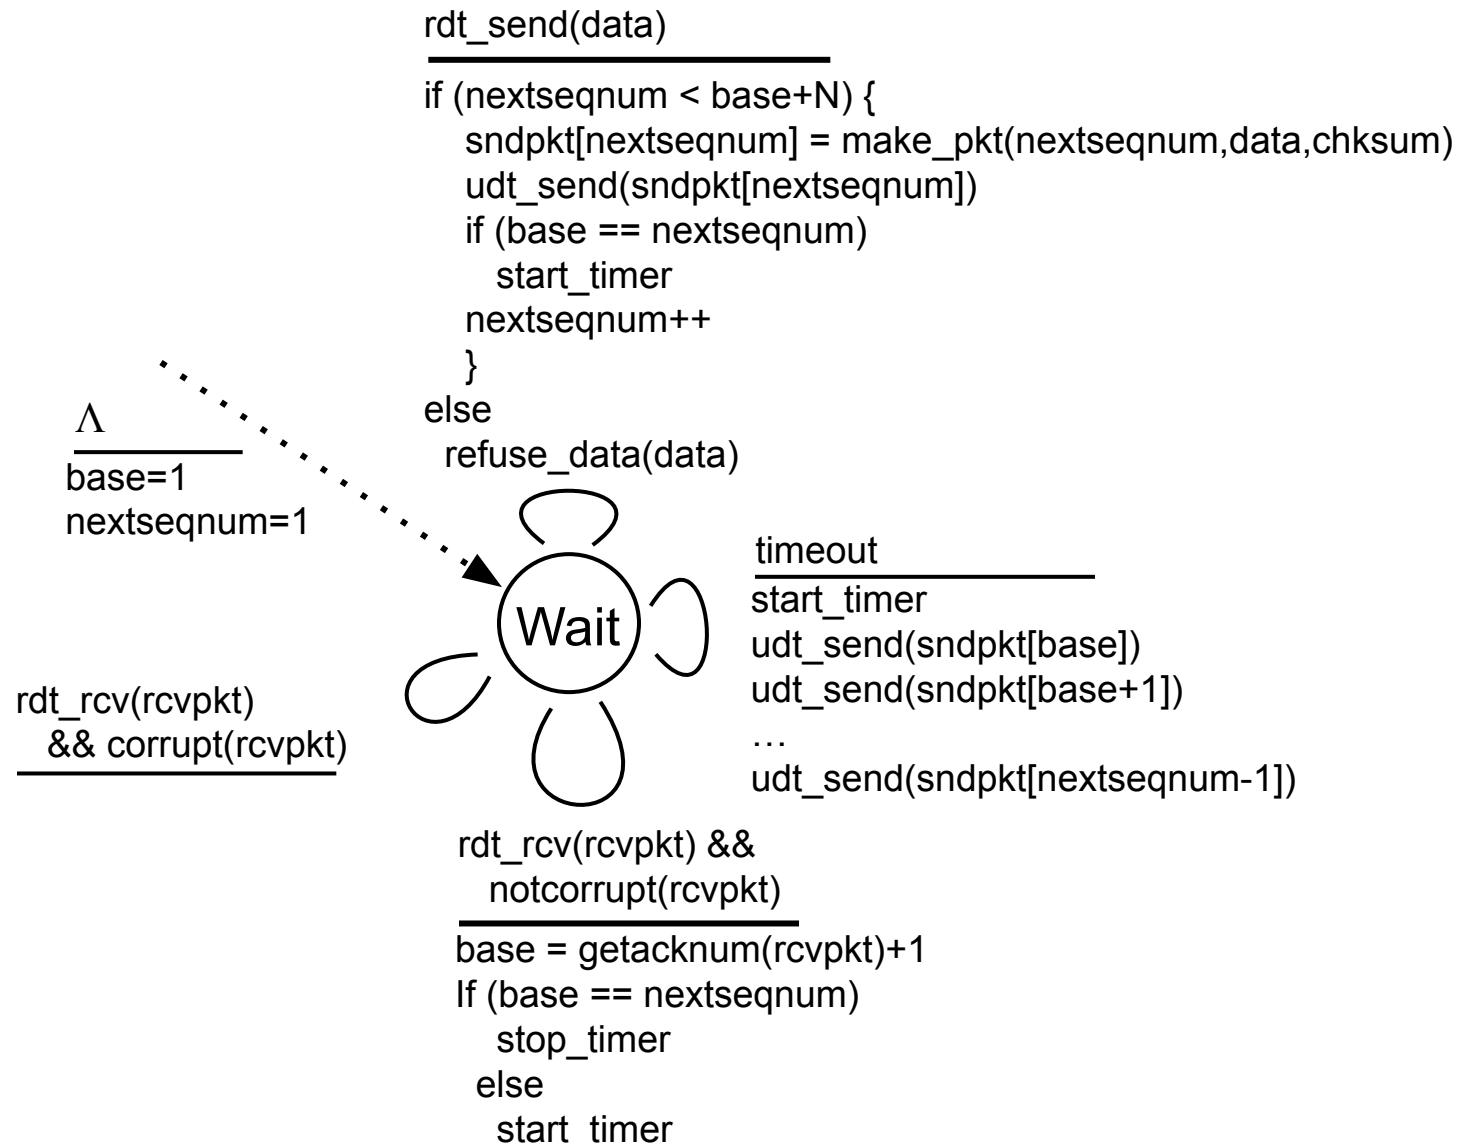 rdt_send(data)
if (nextseqnum < base+N) {
sndpkt[nextseqnum] = make_pkt(nextseqnum,data,chksum)
udt_send(sndpkt[nextseqnum])
if (base == nextseqnum)
start_timer
nextseqnum++
}
else
refuse_data(data)
Λ
base=1
nextseqnum=1
Wait
timeout
start_timer
udt_send(sndpkt[base])
udt_send(sndpkt[base+1])
…
udt_send(sndpkt[nextseqnum-1])
rdt_rcv(rcvpkt)
&& corrupt(rcvpkt)
rdt_rcv(rcvpkt) &&
notcorrupt(rcvpkt)
base = getacknum(rcvpkt)+1
If (base == nextseqnum)
stop_timer
else
start_timer